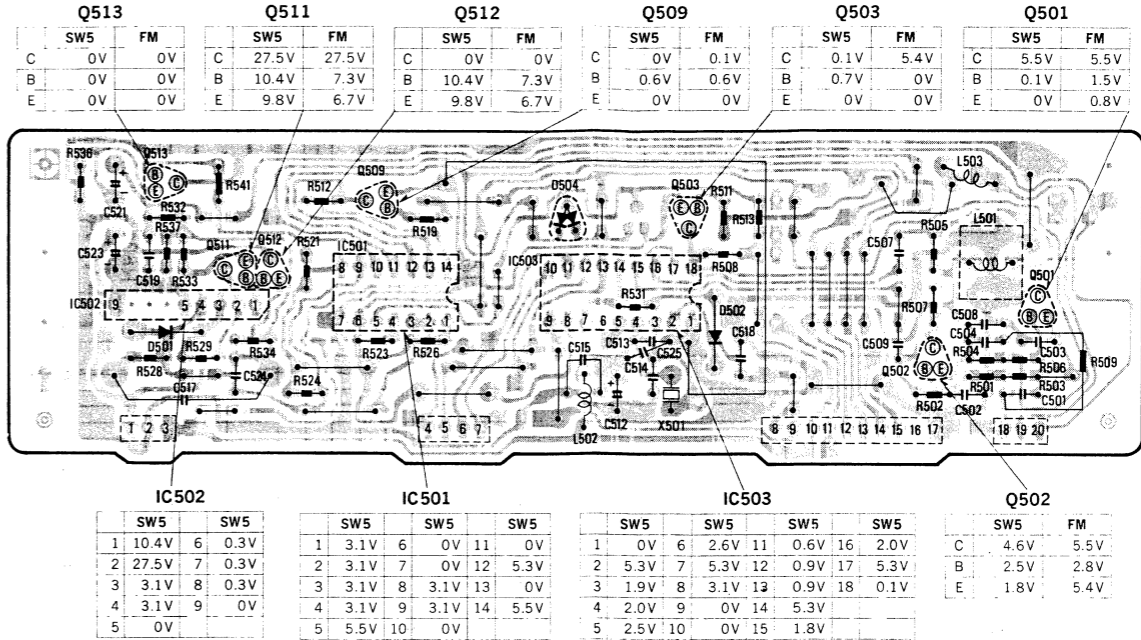 Q513 Q511 Q512 Q509 Q503 Q501
SW5 FM SW5 FM SW5 FM SW5 FM SW5 FM SW5 FM
C 0V 0V C 27.5V 27.5V C 0V 0V C 0V 0.1V C 0.1V 5.4V C 5.5V 5.5V
B 0V 0V B 10.4V 7.3V B 10.4V 7.3V B 0.6V 0.6V B 0.7V 0V B 0.1V 1.5V
E 0V 0V E 9.8V 6.7V E 9.8V 6.7V E 0V 0V E 0V 0V E 0V 0.8V
R536 Q513 Q509 L503
B C E R541 R512 C E B D504 Q503 E B C R511 R513
C521 R532 R519 R505 L501
R537 Q511 Q512 R521 IC501 IC503 C507
C523 C519 R533 C E B C B E R508 Q501
8 9 10 11 12 13 14 10 11 12 13 14 15 16 17 18
C B E
IC502 9 5 4 3 2 1 R531 D502 R507 C508
7 6 5 4 3 2 1 9 8 7 6 5 4 3 2 1 C518
D501 R529 R534 R523 R526 C513 C525 C509 C504 C503
R528 C515 C514 Q502 C B E R504 R506 R509
C517 C524 R524 R501 R503
C512 X501 R502 C502 C501
1 2 3 4 5 6 7 L502 8 9 10 11 12 13 14 15 16 17 18 19 20
IC502 IC501 IC503 Q502
SW5 SW5 SW5 SW5 SW5 SW5 SW5 SW5 SW5 SW5 FM
1 10.4V 6 0.3V 1 3.1V 6 0V 11 0V 1 0V 6 2.6V 11 0.6V 16 2.0V C 4.6V 5.5V
2 27.5V 7 0.3V 2 3.1V 7 0V 12 5.3V 2 5.3V 7 5.3V 12 0.9V 17 5.3V B 2.5V 2.8V
3 3.1V 8 0.3V 3 3.1V 8 3.1V 13 0V 3 1.9V 8 3.1V 13 0.9V 18 0.1V E 1.8V 5.4V
4 3.1V 9 0V 4 3.1V 9 3.1V 14 5.5V 4 2.0V 9 0V 14 5.3V
5 0V 5 5.5V 10 0V 5 2.5V 10 0V 15 1.8V